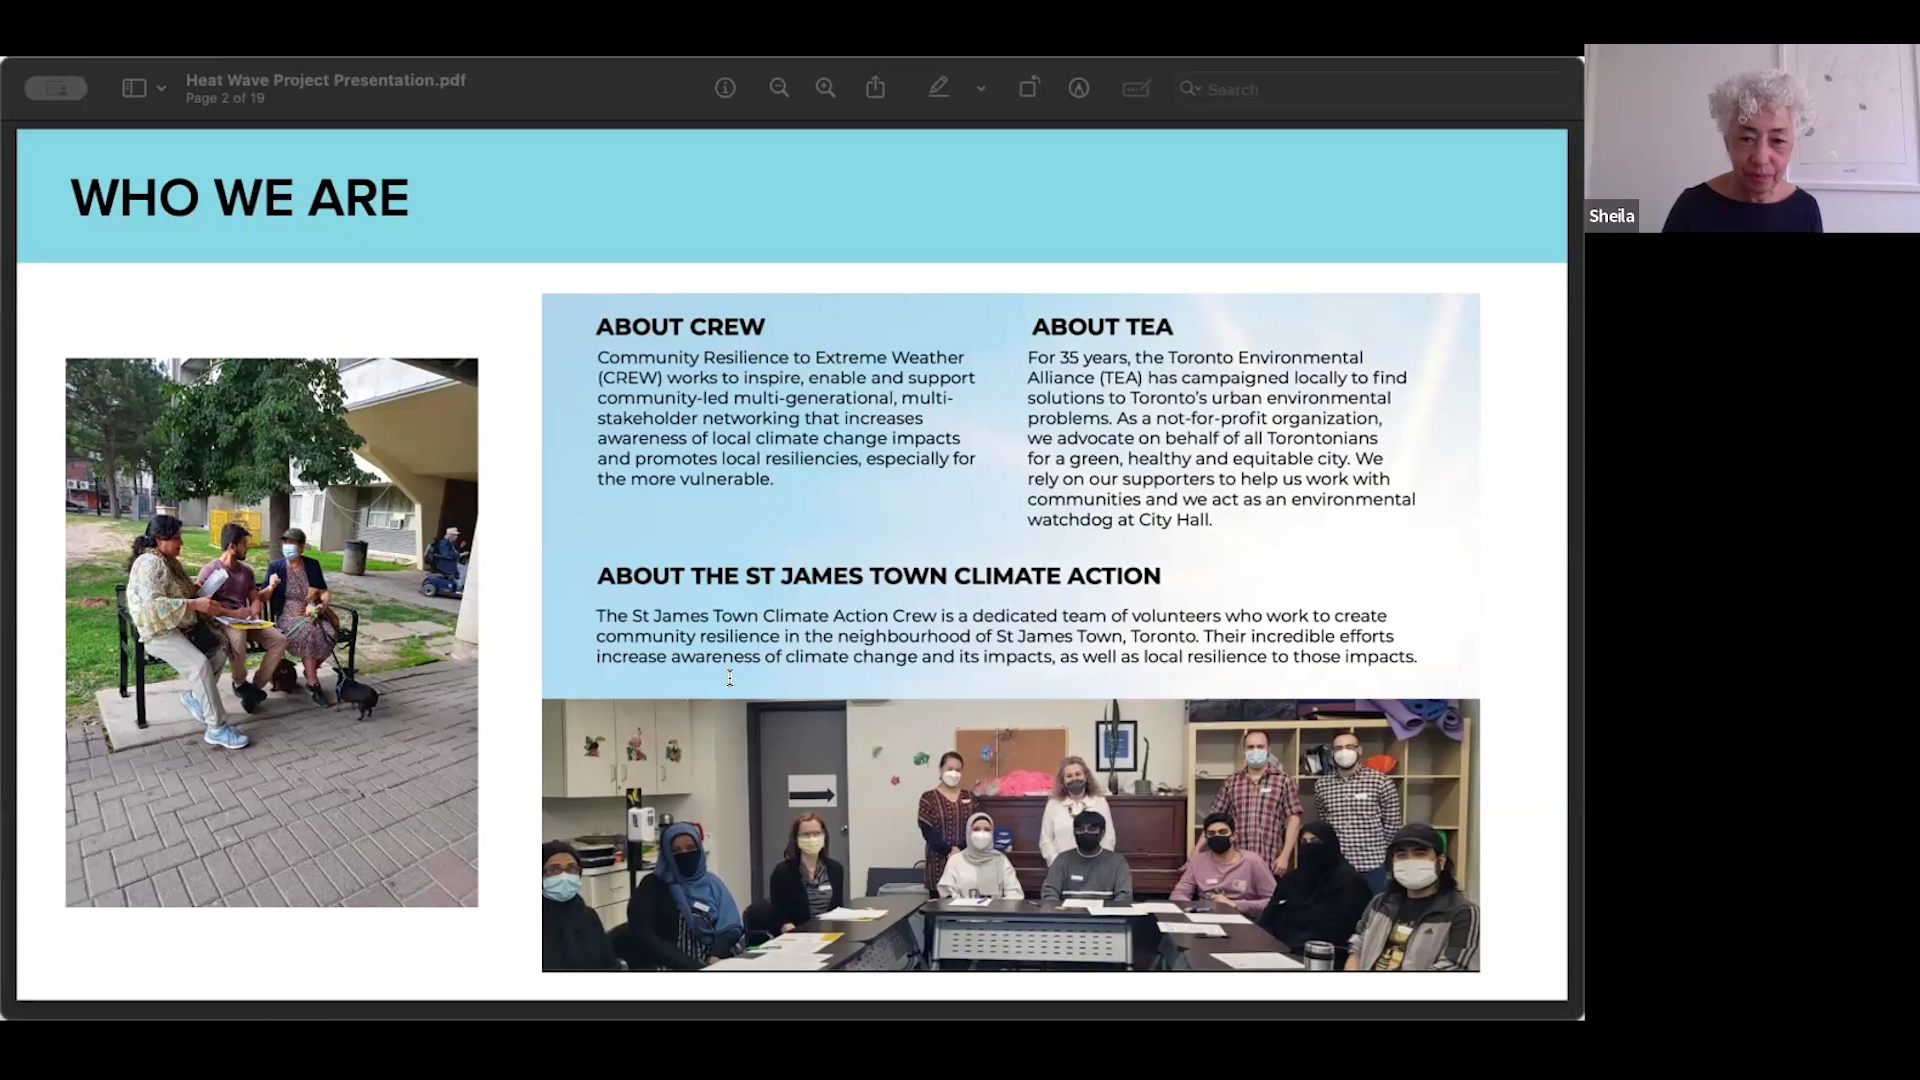 Heat Wave Project Presentation.pdf
Page 2 of 19
Search
Sheila
WHO WE ARE
ABOUT CREW
Community Resilience to Extreme Weather
(CREW) works to inspire, enable and support
community-led multi-generational, multi-
stakeholder networking that increases
awareness of local climate change impacts
and promotes local resiliencies, especially for
the more vulnerable.
ABOUT TEA
For 35 years, the Toronto Environmental
Alliance (TEA) has campaigned locally to find
solutions to Toronto's urban environmental
problems. As a not-for-profit organization,
we advocate on behalf of all Torontonians
for a green, healthy and equitable city. We
rely on our supporters to help us work with
communities and we act as an environmental
watchdog at City Hall.
ABOUT THE ST JAMES TOWN CLIMATE ACTION
The St James Town Climate Action Crew is a dedicated team of volunteers who work to create
community resilience in the neighbourhood of St James Town, Toronto. Their incredible efforts
increase awareness of climate change and its impacts, as well as local resilience to those impacts.